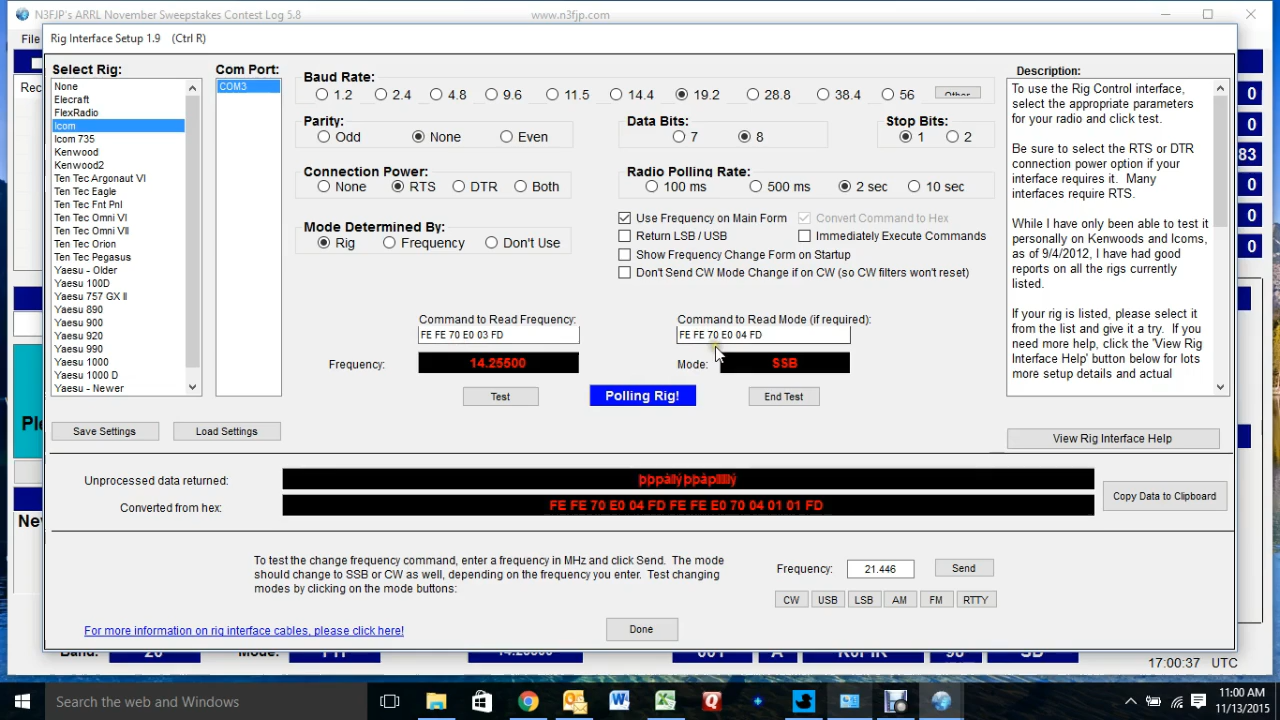 N3FJP's ARRL November Sweepstakes Contest Log 5.8
www.n3fjp.com
File
Rig Interface Setup 1.9 (Ctrl R)
Select Rig:
None
Elecraft
FlexRadio
Icom
Icom 735
Kenwood
Kenwood2
Ten Tec Argonaut VI
Ten Tec Eagle
Ten Tec Fnt Pnl
Ten Tec Omni VI
Ten Tec Omni VII
Ten Tec Orion
Ten Tec Pegasus
Yaesu - Older
Yaesu 100D
Yaesu 757 GX II
Yaesu 890
Yaesu 900
Yaesu 920
Yaesu 990
Yaesu 1000
Yaesu 1000 D
Yaesu - Newer
Com Port:
COM3
Baud Rate:
1.2 2.4 4.8 9.6 11.5 14.4 19.2 28.8 38.4 56 Other
Parity:
Odd None Even
Data Bits:
7 8
Stop Bits:
1 2
Connection Power:
None RTS DTR Both
Radio Polling Rate:
100 ms 500 ms 2 sec 10 sec
Mode Determined By:
Rig Frequency Don't Use
Use Frequency on Main Form Convert Command to Hex
Return LSB / USB Immediately Execute Commands
Show Frequency Change Form on Startup
Don't Send CW Mode Change if on CW (so CW filters won't reset)
Command to Read Frequency:
FE FE 70 E0 03 FD
Command to Read Mode (if required):
FE FE 70 E0 04 FD
Frequency: 14.25500
Mode: SSB
Test Polling Rig! End Test
Description:
To use the Rig Control interface,
select the appropriate parameters
for your radio and click test.
Be sure to select the RTS or DTR
connection power option if your
interface requires it. Many
interfaces require RTS.
While I have only been able to test it
personally on Kenwoods and Icoms,
as of 9/4/2012, I have had good
reports on all the rigs currently
listed.
If your rig is listed, please select it
from the list and give it a try. If you
need more help, click the 'View Rig
Interface Help' button below for lots
more setup details and actual
Save Settings Load Settings
View Rig Interface Help
Unprocessed data returned:
Converted from hex: FE FE 70 E0 04 FD FE FE E0 70 04 01 01 FD
Copy Data to Clipboard
To test the change frequency command, enter a frequency in MHz and click Send. The mode
should change to SSB or CW as well, depending on the frequency you enter. Test changing
modes by clicking on the mode buttons:
Frequency: 21.446 Send
CW USB LSB AM FM RTTY
For more information on rig interface cables, please click here!
Done
Rec
0
0
83
0
0
0
Ple
Nev
17:00:37 UTC
Search the web and Windows
11:00 AM
11/13/2015